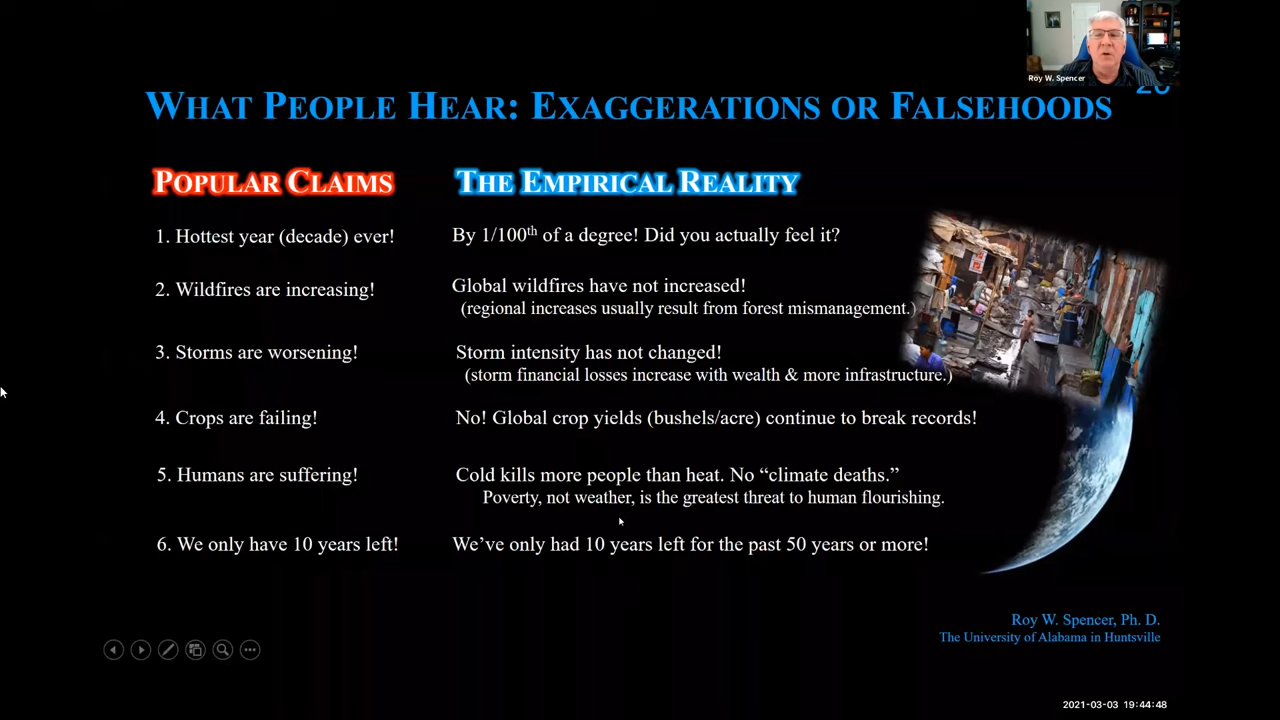 Roy W. Spencer
WHAT PEOPLE HEAR: EXAGGERATIONS OR FALSEHOODS
POPULAR CLAIMS
THE EMPIRICAL REALITY
1. Hottest year (decade) ever!
By 1/100th of a degree! Did you actually feel it?
2. Wildfires are increasing!
Global wildfires have not increased!
(regional increases usually result from forest mismanagement.)
3. Storms are worsening!
Storm intensity has not changed!
(storm financial losses increase with wealth & more infrastructure.)
4. Crops are failing!
No! Global crop yields (bushels/acre) continue to break records!
5. Humans are suffering!
Cold kills more people than heat. No “climate deaths.”
Poverty, not weather, is the greatest threat to human flourishing.
6. We only have 10 years left!
We’ve only had 10 years left for the past 50 years or more!
Roy W. Spencer, Ph. D.
The University of Alabama in Huntsville
2021-03-03 19:44:48